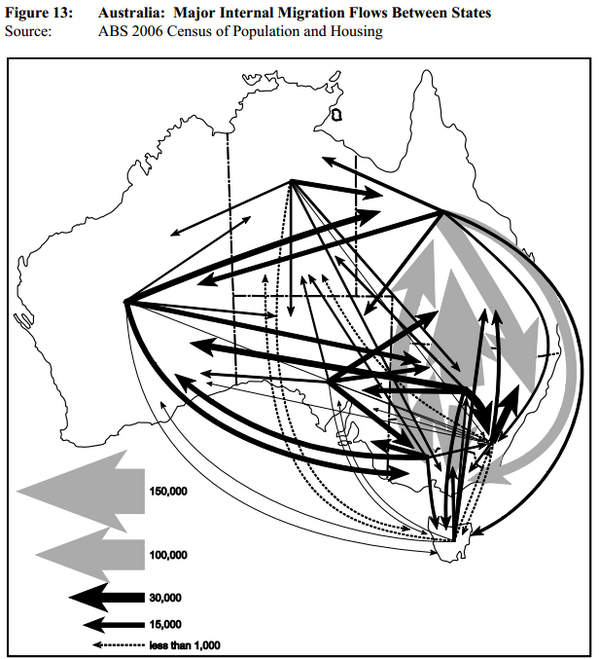 Figure 13: Australia: Major Internal Migration Flows Between States
Source: ABS 2006 Census of Population and Housing
150,000
100,000
30,000
15,000
less than 1,000